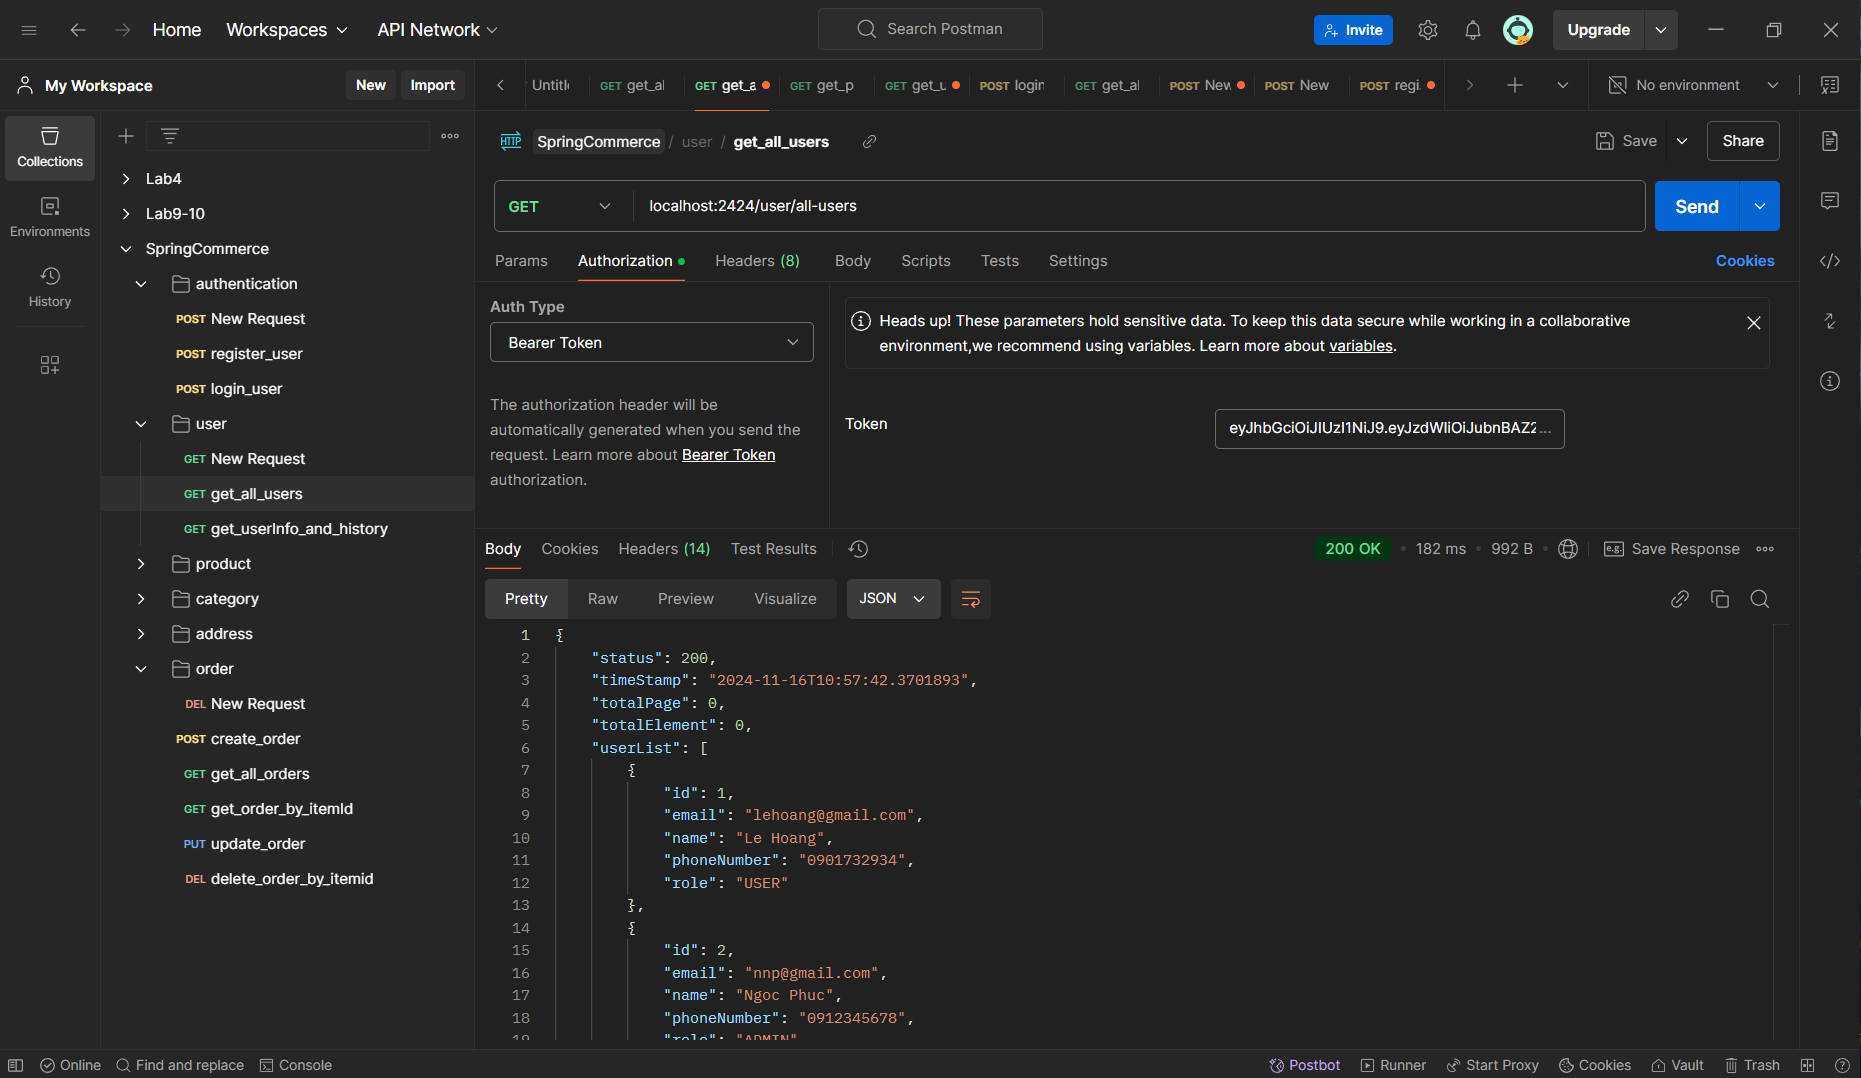 Home Workspaces API Network Search Postman Invite Upgrade
My Workspace New Import
Untitle GET get_al GET get_a GET get_p GET get_u POST login GET get_al POST New POST New POST regi No environment
Collections
Environments
History
Lab4
Lab9-10
SpringCommerce
authentication
POST New Request
POST register_user
POST login_user
user
GET New Request
GET get_all_users
GET get_userInfo_and_history
product
category
address
order
DEL New Request
POST create_order
GET get_all_orders
GET get_order_by_itemId
PUT update_order
DEL delete_order_by_itemid
HTTP SpringCommerce / user / get_all_users Save Share
GET localhost:2424/user/all-users Send
Params Authorization Headers (8) Body Scripts Tests Settings Cookies
Auth Type
Bearer Token
The authorization header will be
automatically generated when you send the
request. Learn more about Bearer Token
authorization.
Heads up! These parameters hold sensitive data. To keep this data secure while working in a collaborative
environment,we recommend using variables. Learn more about variables.
Token eyJhbGciOiJIUzI1NiJ9.eyJzdWIiOiJubnBAZ2...
Body Cookies Headers (14) Test Results 200 OK 182 ms 992 B e.g. Save Response
Pretty Raw Preview Visualize JSON
1 {
2 "status": 200,
3 "timeStamp": "2024-11-16T10:57:42.3701893",
4 "totalPage": 0,
5 "totalElement": 0,
6 "userList": [
7 {
8 "id": 1,
9 "email": "lehoang@gmail.com",
10 "name": "Le Hoang",
11 "phoneNumber": "0901732934",
12 "role": "USER"
13 },
14 {
15 "id": 2,
16 "email": "nnp@gmail.com",
17 "name": "Ngoc Phuc",
18 "phoneNumber": "0912345678",
19 "role": "ADMIN"
Online Find and replace Console Postbot Runner Start Proxy Cookies Vault Trash